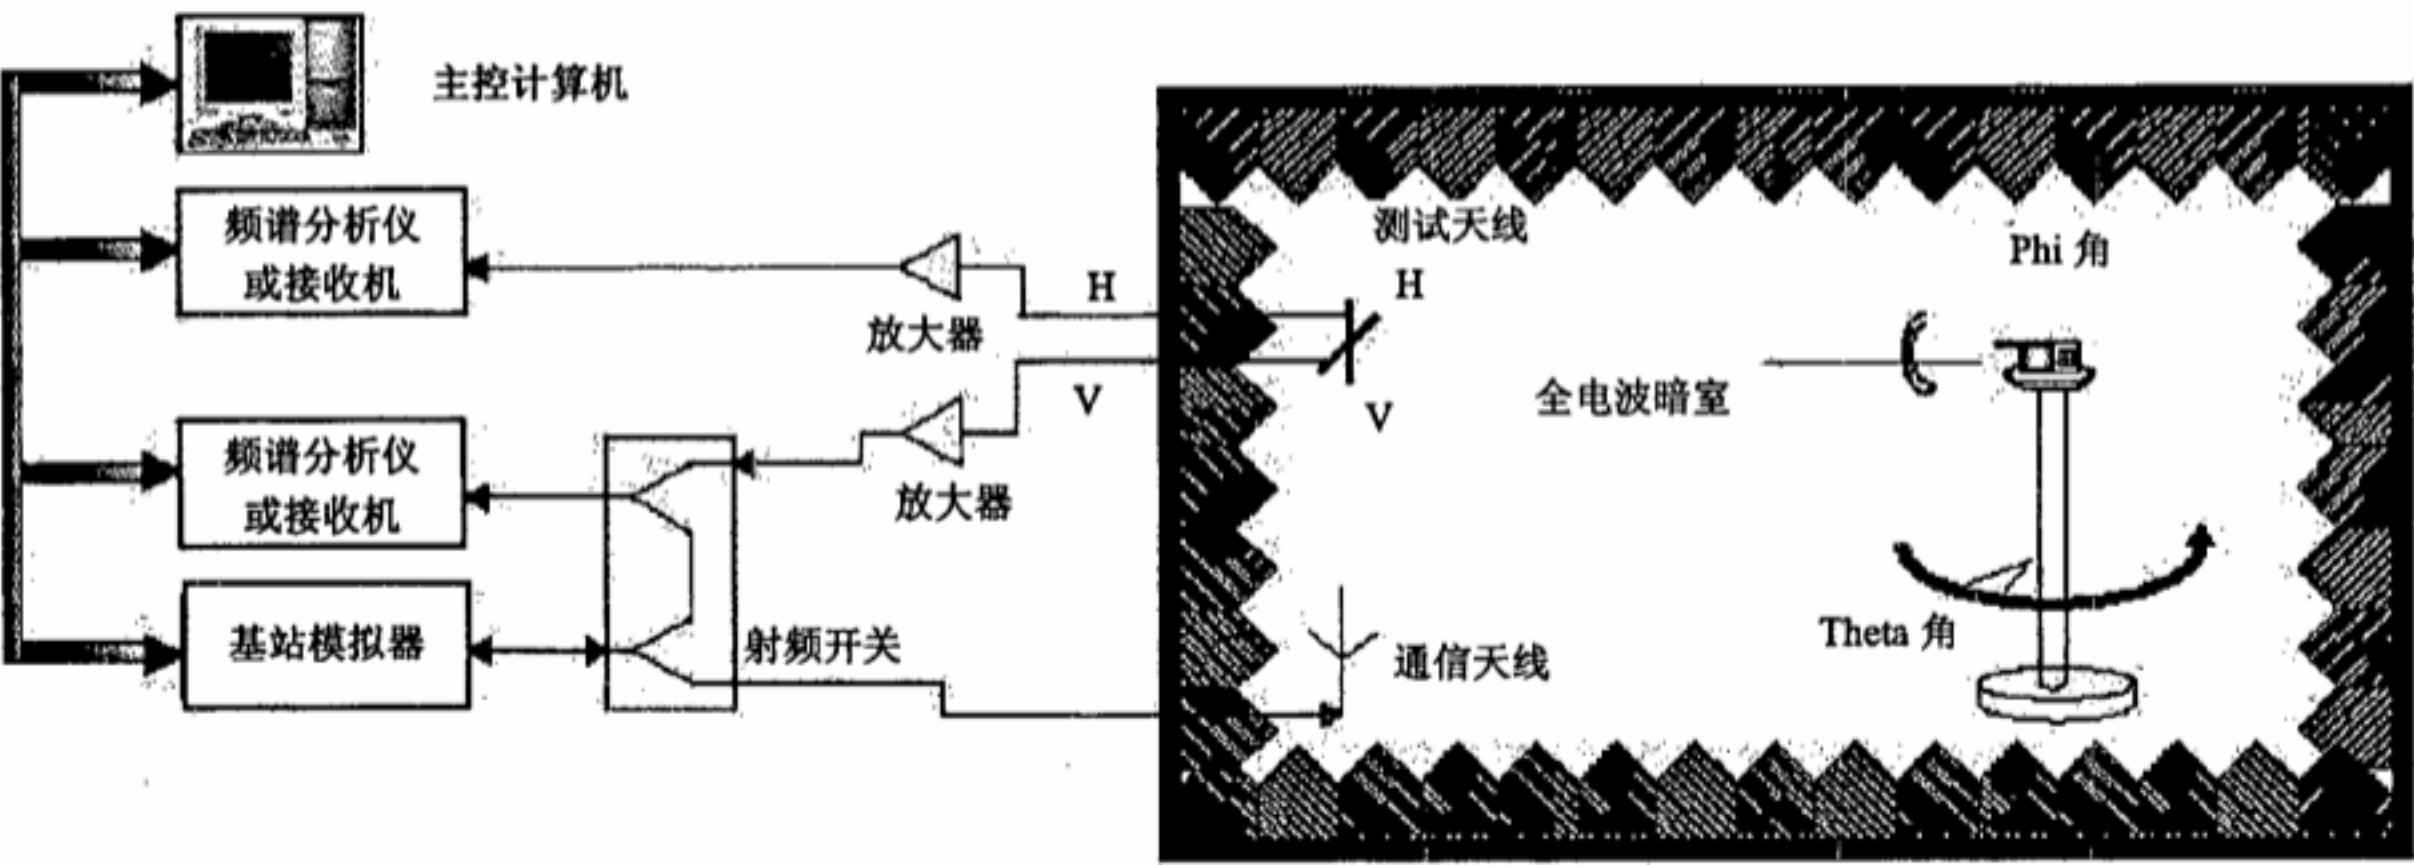 主控计算机
频谱分析仪
或接收机
放大器
H
V
频谱分析仪
或接收机
放大器
基站模拟器
射频开关
测试天线
H
V
全电波暗室
Phi 角
Theta 角
通信天线